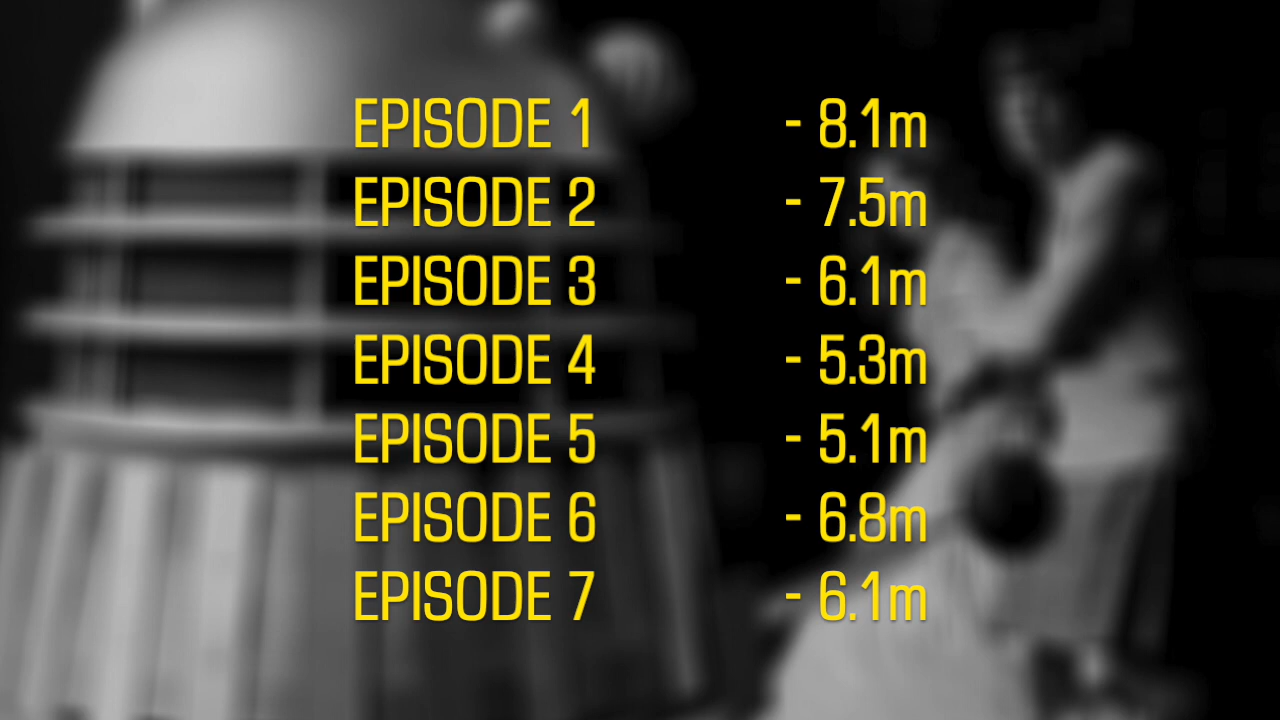 EPISODE 1 - 8.1m
EPISODE 2 - 7.5m
EPISODE 3 - 6.1m
EPISODE 4 - 5.3m
EPISODE 5 - 5.1m
EPISODE 6 - 6.8m
EPISODE 7 - 6.1m